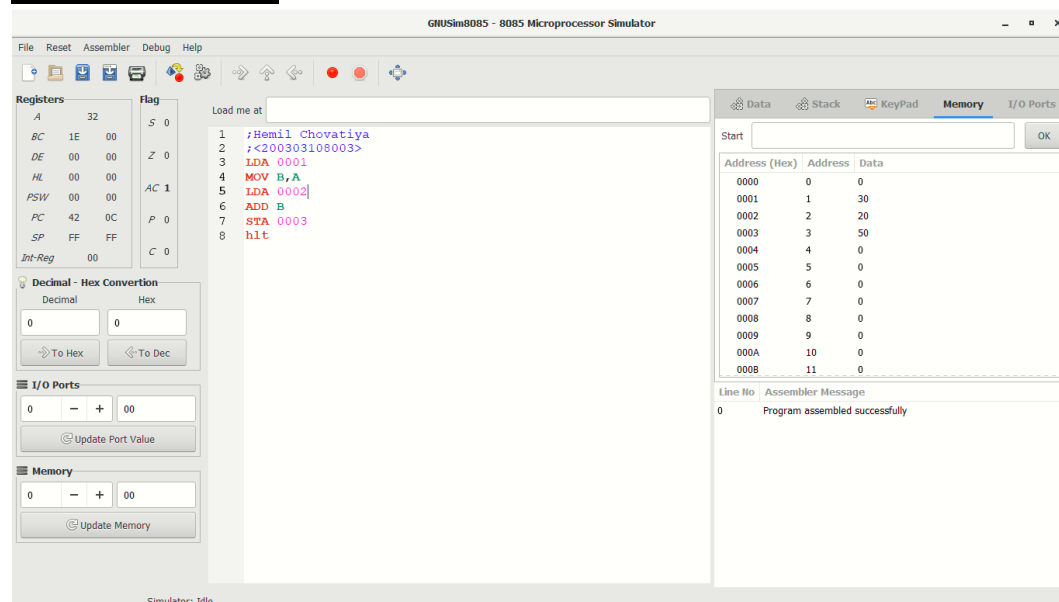 GNUSim8085 - 8085 Microprocessor Simulator
File Reset Assembler Debug Help
Registers
A 32
BC 1E 00
DE 00 00
HL 00 00
PSW 00 00
PC 42 0C
SP FF FF
Int-Reg 00
Flag
S 0
Z 0
AC 1
P 0
C 0
Decimal - Hex Convertion
Decimal Hex
0 0
To Hex To Dec
I/O Ports
0 − + 00
Update Port Value
Memory
0 − + 00
Update Memory
Load me at
1 ;Hemil Chovatiya
2 ;<200303108003>
3 LDA 0001
4 MOV B,A
5 LDA 0002
6 ADD B
7 STA 0003
8 hlt
Data Stack KeyPad Memory I/O Ports
Start OK
Address (Hex) Address Data
0000 0 0
0001 1 30
0002 2 20
0003 3 50
0004 4 0
0005 5 0
0006 6 0
0007 7 0
0008 8 0
0009 9 0
000A 10 0
000B 11 0
Line No Assembler Message
0 Program assembled successfully
Simulator: Idle